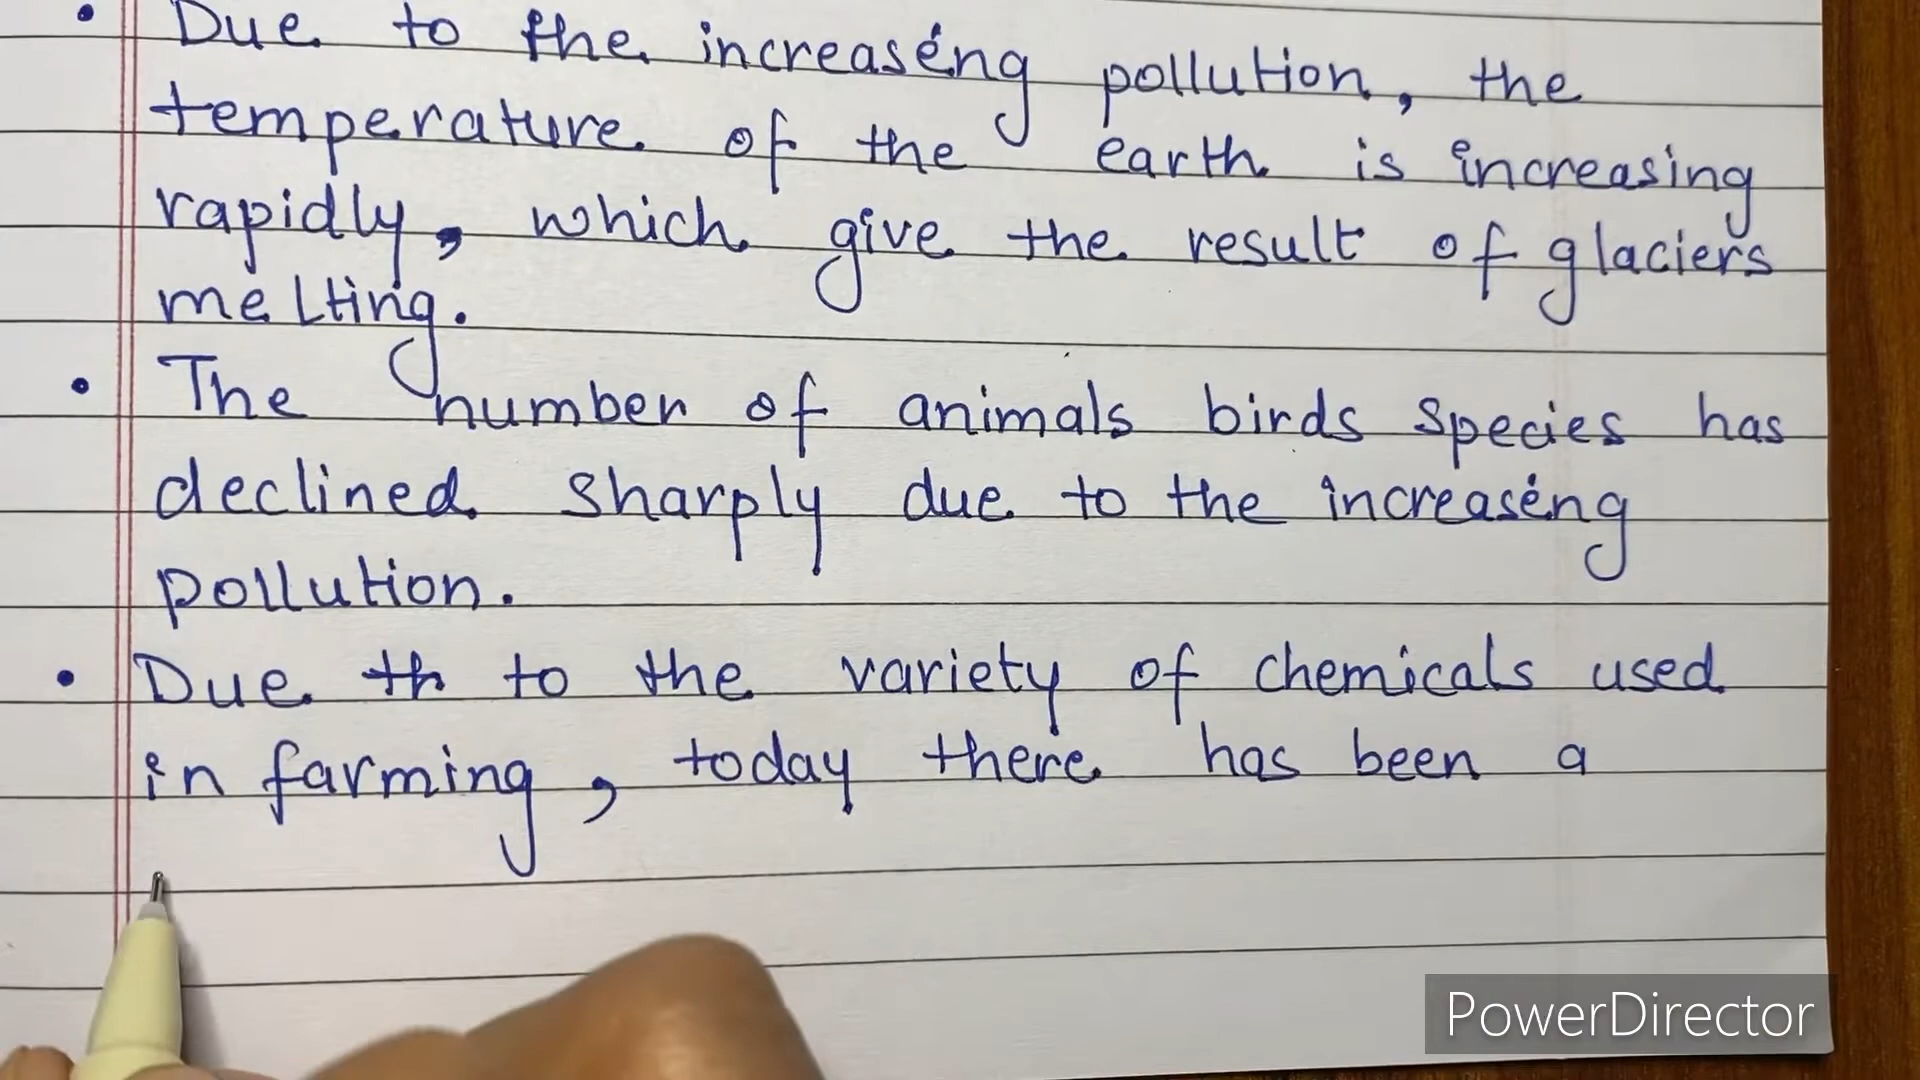 • Due to the increaséng pollution, the
temperature of the earth is increasing
rapidly, which give the result of glaciers
melting.
• The number of animals birds species has
declined sharply due to the increaséng
pollution.
• Due th to the variety of chemicals used
in farming, today there has been a
PowerDirector